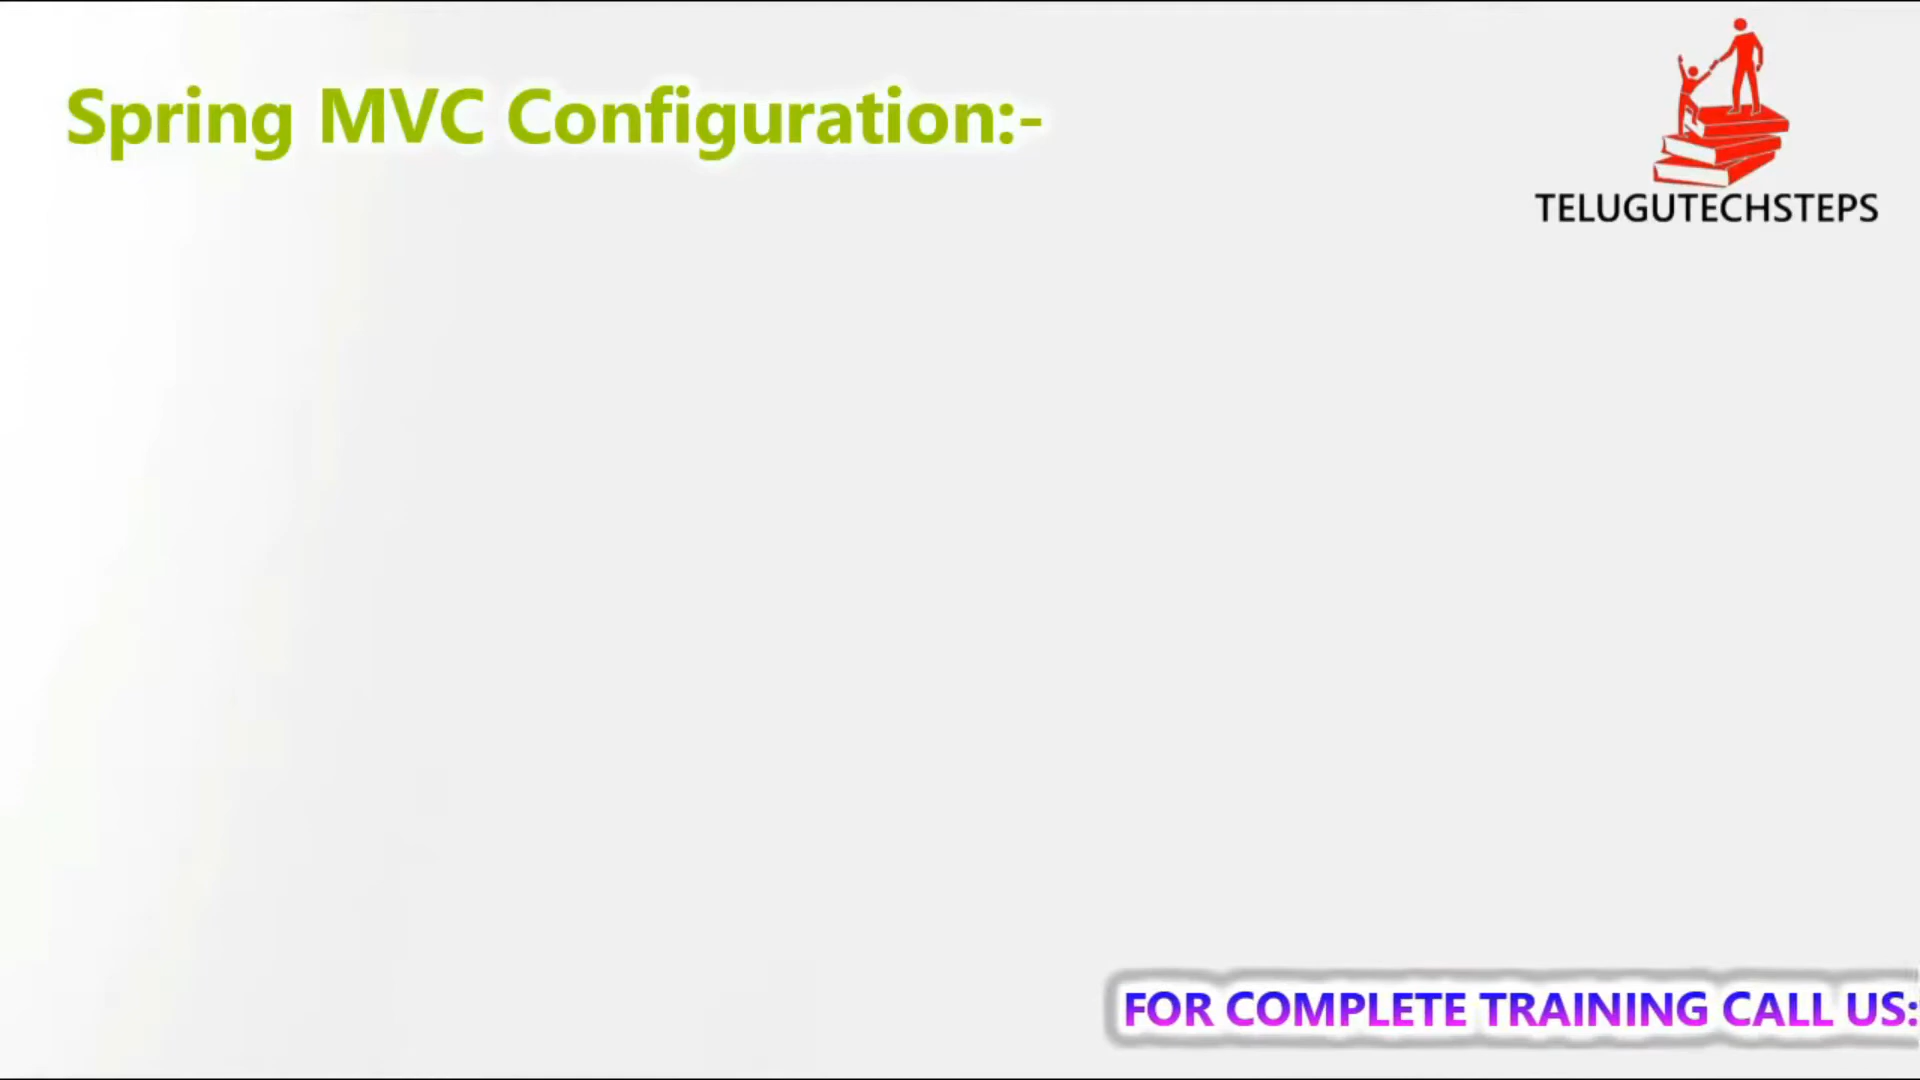 Spring MVC Configuration:-
TELUGUTECHSTEPS
FOR COMPLETE TRAINING CALL US: